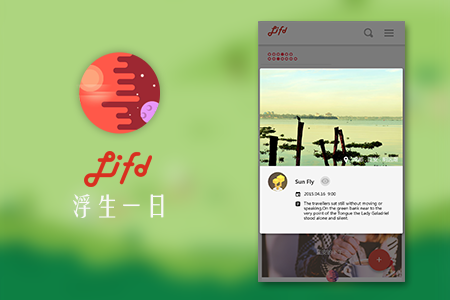 Lifd
浮生一日
Lifd
Sun Fly
2015.04.16 9:00
The travellers sat still without moving or
speaking.On the green bank near to the
very point of the Tongue the Lady Galadriel
stood alone and silent.